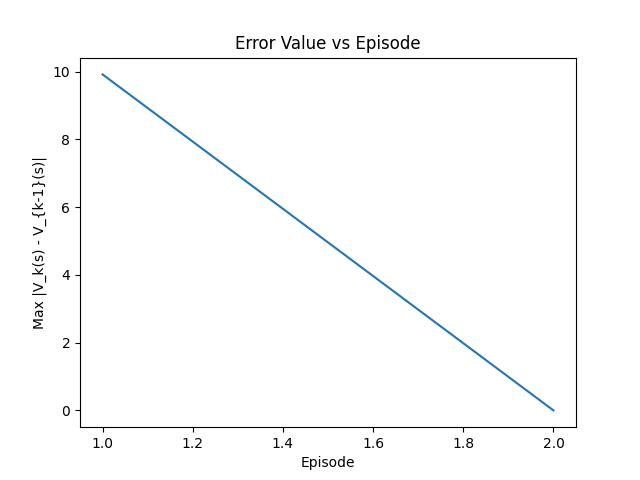 Error Value vs Episode
Max |V_k(s) - V_{k-1}(s)|
10
8
6
4
2
0
1.0 1.2 1.4 1.6 1.8 2.0
Episode